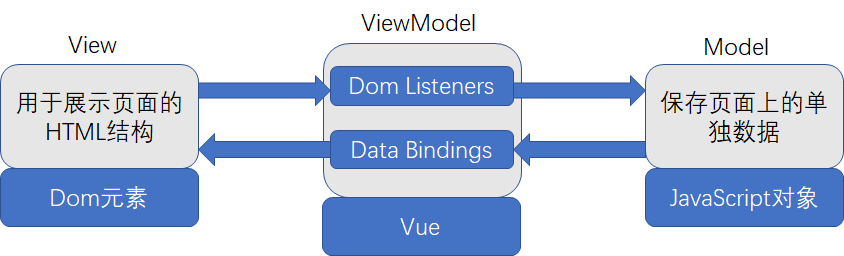 View
用于展示页面的
HTML结构
Dom元素
ViewModel
Dom Listeners
Data Bindings
Vue
Model
保存页面上的单
独数据
JavaScript对象